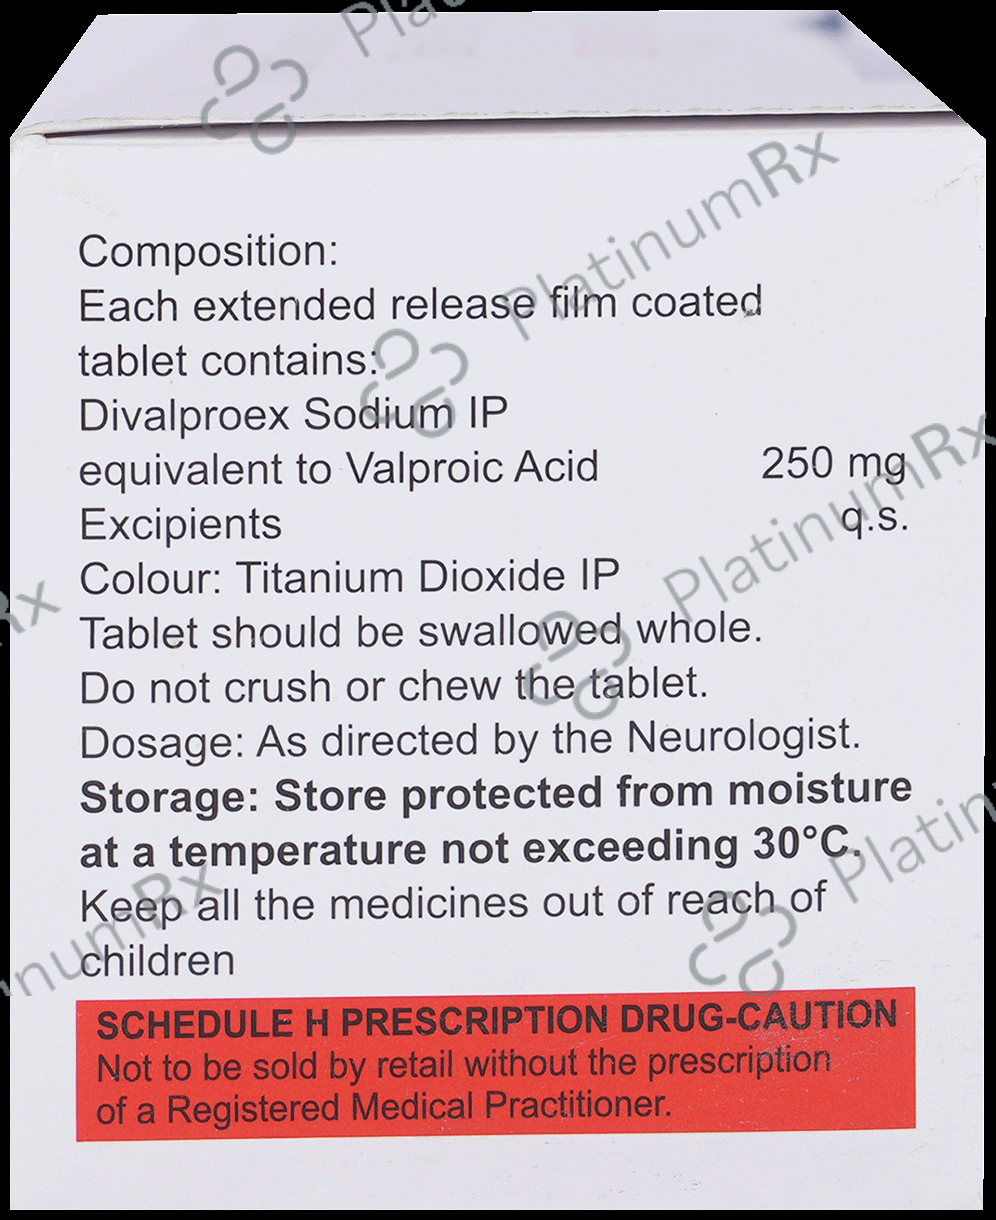 PlatinumRx
Composition:
Each extended release film coated
tablet contains:
Divalproex Sodium IP
equivalent to Valproic Acid 250 mg
Excipients q.s.
Colour: Titanium Dioxide IP
Tablet should be swallowed whole.
Do not crush or chew the tablet.
Dosage: As directed by the Neurologist.
Storage: Store protected from moisture
at a temperature not exceeding 30°C.
Keep all the medicines out of reach of
children
SCHEDULE H PRESCRIPTION DRUG-CAUTION
Not to be sold by retail without the prescription
of a Registered Medical Practitioner.
PlatinumRx